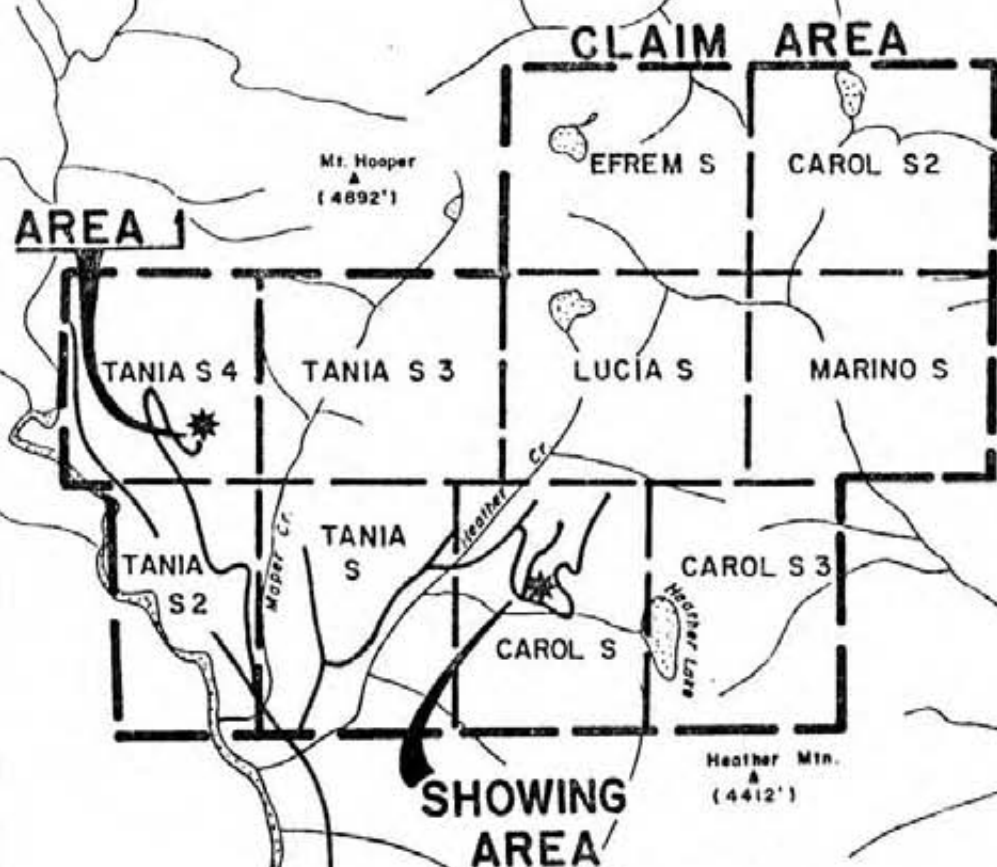 CLAIM AREA
Mt. Hooper
(4892')
EFREM S
CAROL S2
AREA 1
TANIA S 4
TANIA S 3
LUCIA S
MARINO S
Heather Cr.
TANIA
S
TANIA
S2
Moper Cr.
CAROL S 3
CAROL S
Heather Lake
Heather Mtn.
(4412')
SHOWING
AREA